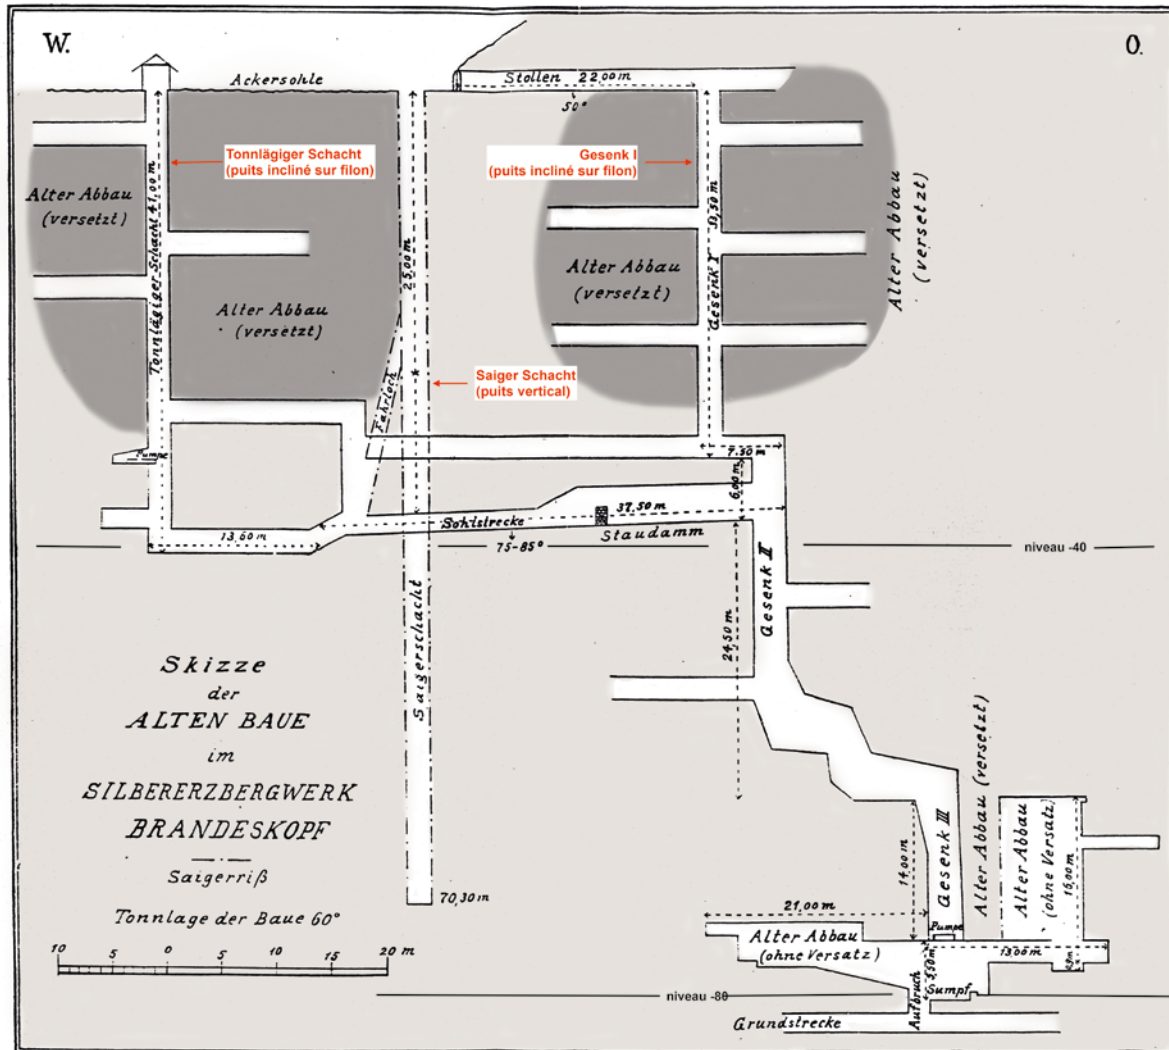 W.
O.
Ackersohle
Stollen 22,00 m
50°
Tonnlägiger Schacht
(puits incliné sur filon)
Gesenk I
(puits incliné sur filon)
Alter Abbau
(versetzt)
Tonnlägiger Schacht 41,00 m
25,00 m
Gesenk I
Alter Abbau
(versetzt)
Alter Abbau
(versetzt)
Alter Abbau
(versetzt)
Saiger Schacht
(puits vertical)
Fahrloch
Pumpe
7.50 m
6,00 m
37,50 m
Sohlstrecke
Staudamm
13,60 m
75-85°
niveau -40
Gesenk II
24,50 m
Saigerschacht
Skizze
der
ALTEN BAUE
im
SILBERERZBERGWERK
BRANDESKOPF
Saigerriß
Tonnlage der Baue 60°
10 5 0 5 10 15 20 m
70,30 m
14,00 m
Gesenk III
Alter Abbau (versetzt)
Alter Abbau
(ohne Versatz)
16,00 m
21,00 m
Pumpe
Alter Abbau
(ohne Versatz)
13,00 m
5,50 m
Sumpf
Aufbruch
niveau -80
Grundstrecke